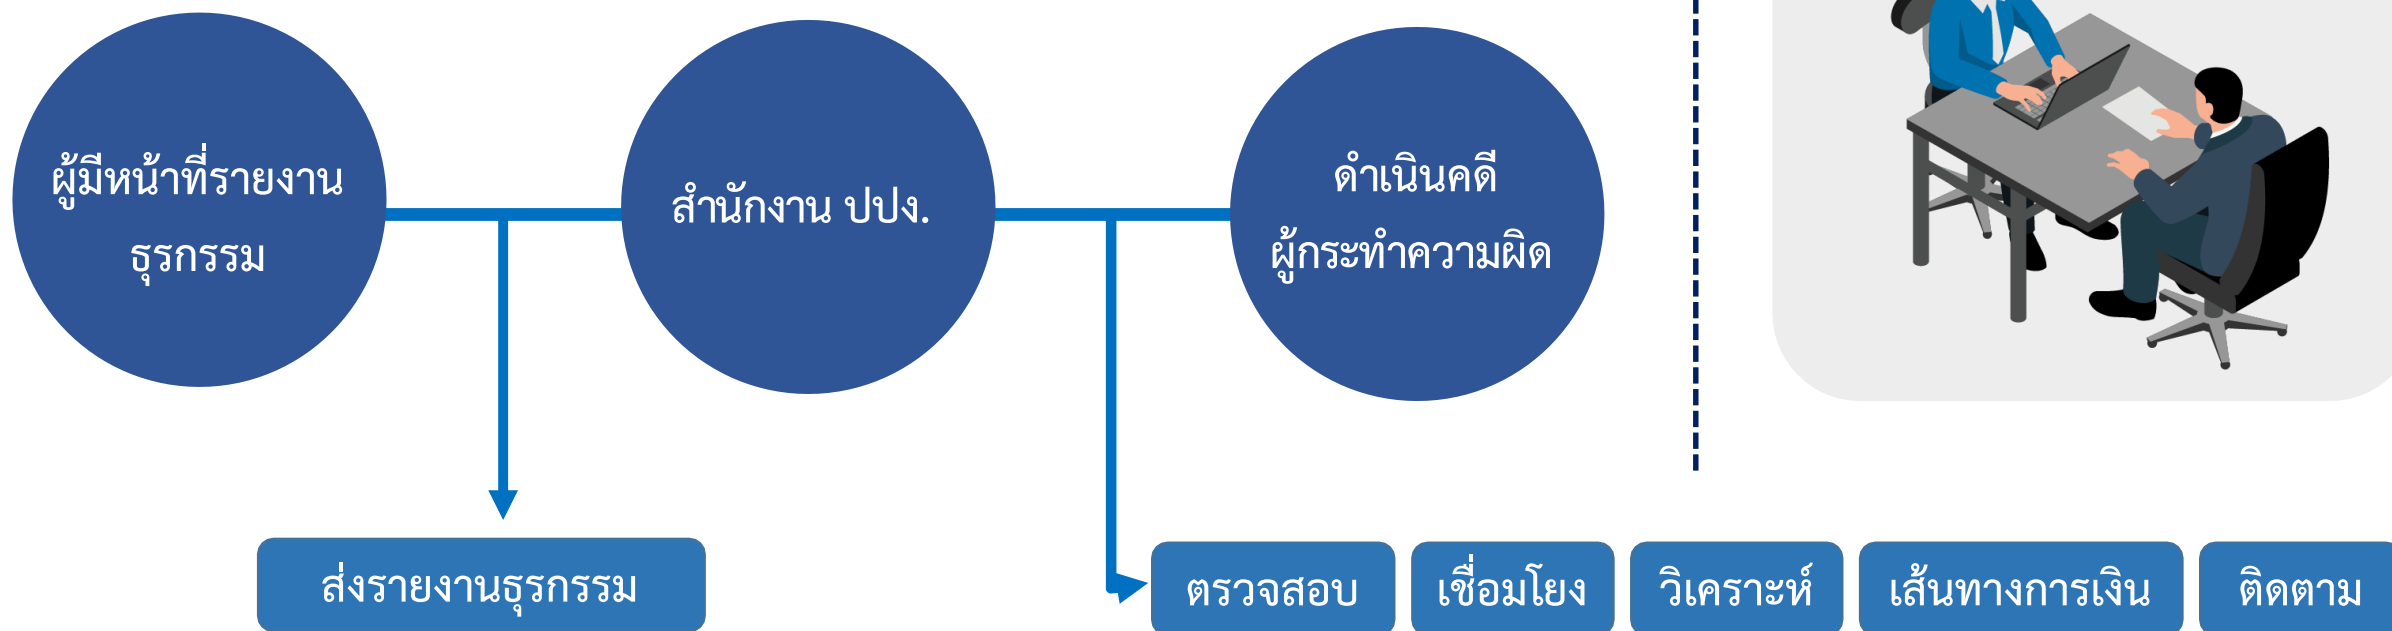 ผู้มีหน้าที่รายงาน
ธุรกรรม
สำนักงาน ปปง.
ดำเนินคดี
ผู้กระทำความผิด
ส่งรายงานธุรกรรม
ตรวจสอบ
เชื่อมโยง
วิเคราะห์
เส้นทางการเงิน
ติดตาม